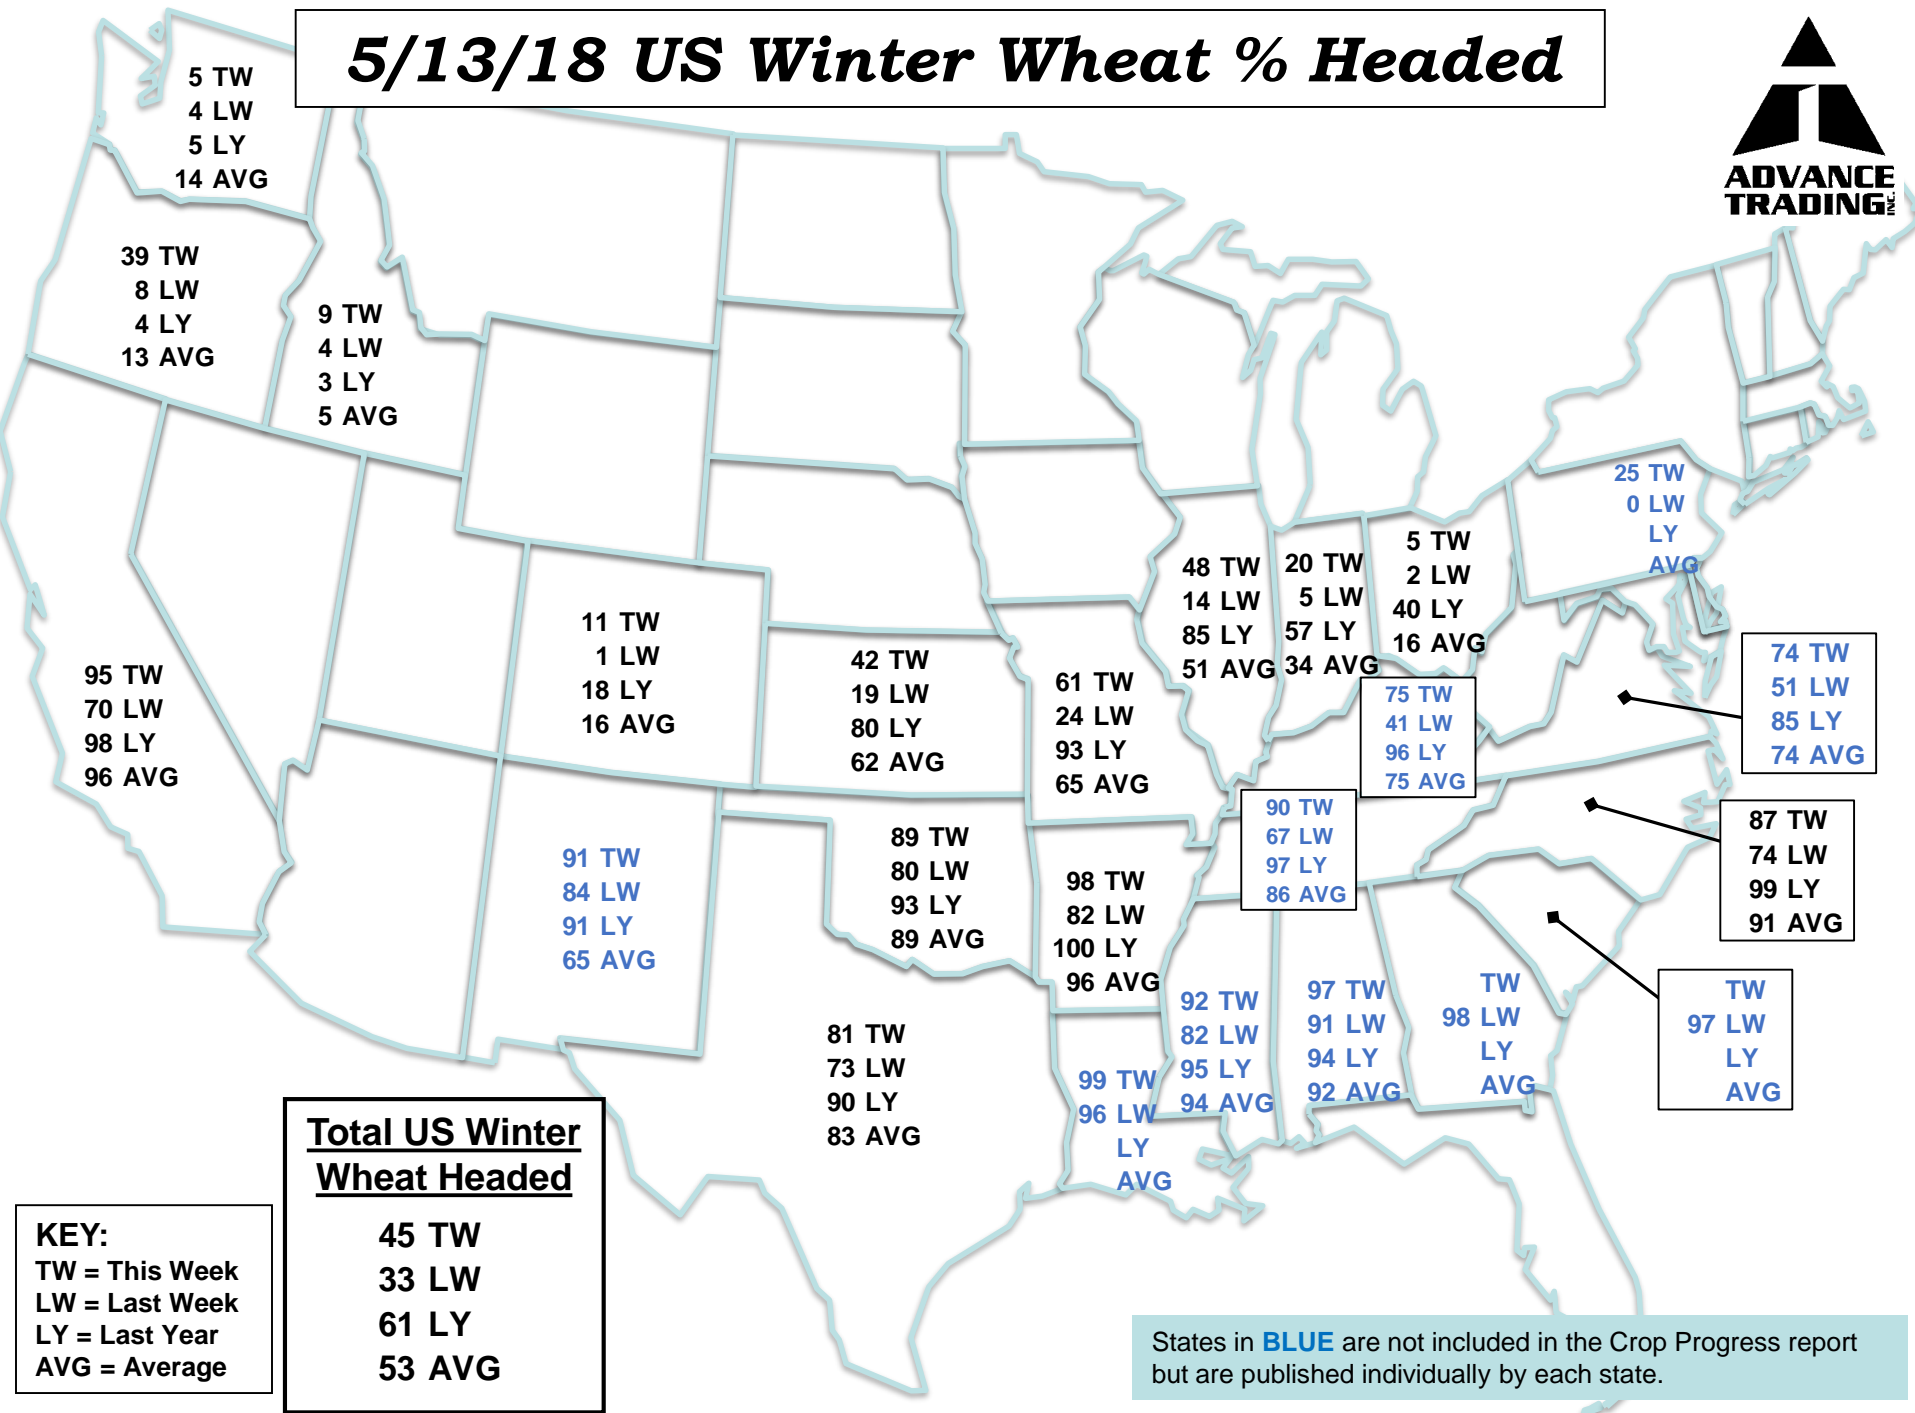 5/13/18 US Winter Wheat % Headed
ADVANCE
TRADING INC.
5 TW
4 LW
5 LY
14 AVG
39 TW
8 LW
4 LY
13 AVG
9 TW
4 LW
3 LY
5 AVG
95 TW
70 LW
98 LY
96 AVG
11 TW
1 LW
18 LY
16 AVG
91 TW
84 LW
91 LY
65 AVG
42 TW
19 LW
80 LY
62 AVG
89 TW
80 LW
93 LY
89 AVG
81 TW
73 LW
90 LY
83 AVG
61 TW
24 LW
93 LY
65 AVG
98 TW
82 LW
100 LY
96 AVG
99 TW
96 LW
LY
AVG
48 TW
14 LW
85 LY
51 AVG
20 TW
5 LW
57 LY
34 AVG
5 TW
2 LW
40 LY
16 AVG
25 TW
0 LW
LY
AVG
75 TW
41 LW
96 LY
75 AVG
90 TW
67 LW
97 LY
86 AVG
92 TW
82 LW
95 LY
94 AVG
97 TW
91 LW
94 LY
92 AVG
TW
98 LW
LY
AVG
74 TW
51 LW
85 LY
74 AVG
87 TW
74 LW
99 LY
91 AVG
TW
97 LW
LY
AVG
KEY:
TW = This Week
LW = Last Week
LY = Last Year
AVG = Average
Total US Winter
Wheat Headed
45 TW
33 LW
61 LY
53 AVG
States in BLUE are not included in the Crop Progress report
but are published individually by each state.